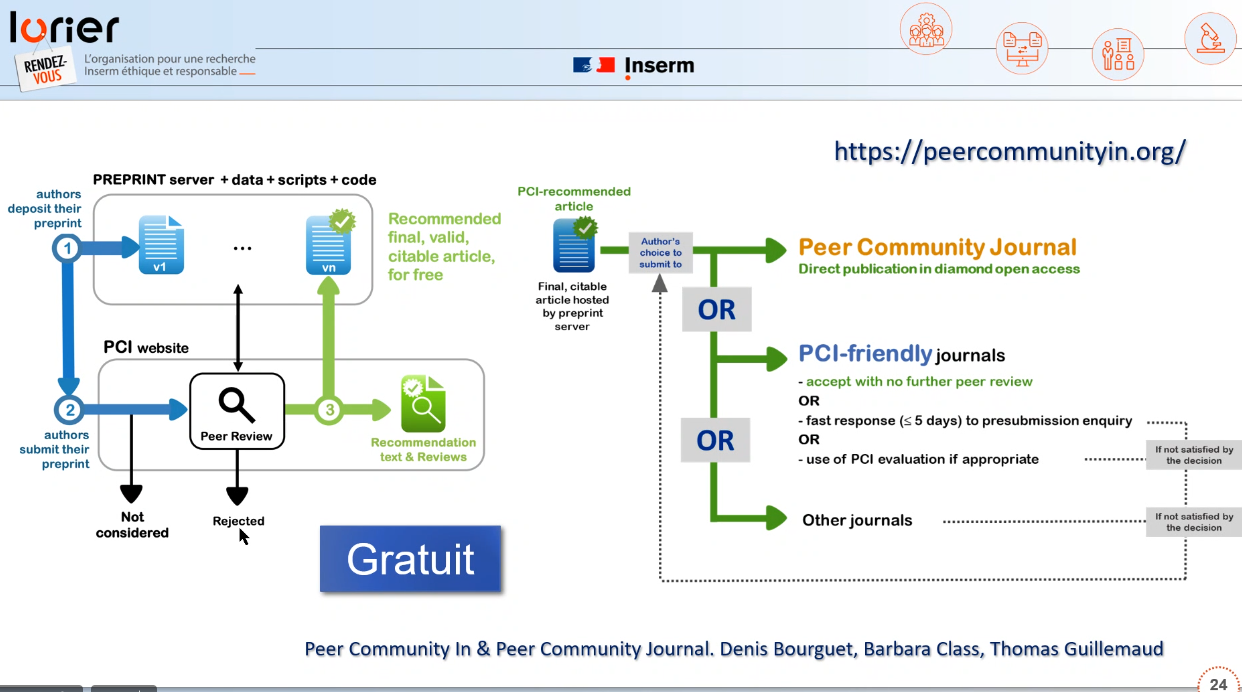 lorier
RENDEZ-
VOUS
L'organisation pour une recherche
Inserm éthique et responsable
Inserm
https://peercommunityin.org/
PREPRINT server + data + scripts + code
authors
deposit their
preprint
1
v1
...
vn
Recommended
final, valid,
citable article,
for free
PCI website
2
authors
submit their
preprint
Peer Review
3
Recommendation
text & Reviews
Not
considered
Rejected
Gratuit
PCI-recommended
article
Final, citable
article hosted
by preprint
server
Author's
choice to
submit to
Peer Community Journal
Direct publication in diamond open access
OR
PCI-friendly journals
- accept with no further peer review
OR
- fast response (≤ 5 days) to presubmission enquiry
OR
- use of PCI evaluation if appropriate
If not satisfied by
the decision
OR
Other journals
If not satisfied by
the decision
Peer Community In & Peer Community Journal. Denis Bourguet, Barbara Class, Thomas Guillemaud
24